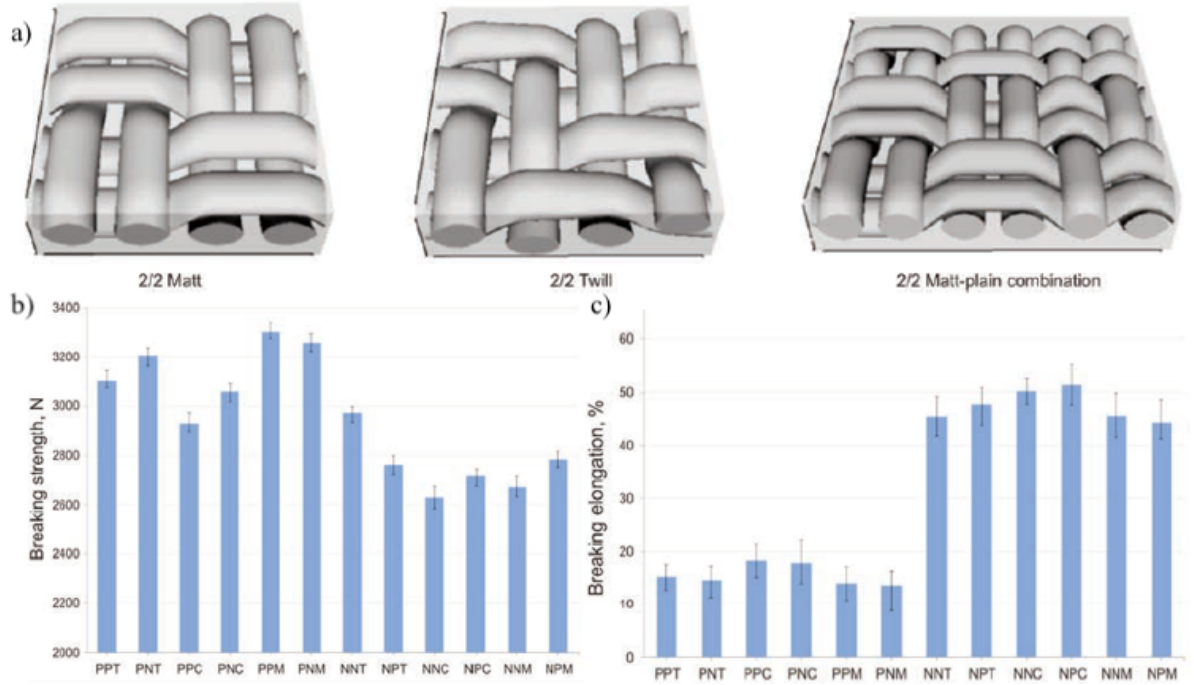 a)
2/2 Matt
2/2 Twill
2/2 Matt-plain combination
b)
Breaking strength, N
3400
3200
3000
2800
2600
2400
2200
2000
PPT PNT PPC PNC PPM PNM NNT NPT NNC NPC NNM NPM
c)
Breaking elongation, %
60
50
40
30
20
10
0
PPT PNT PPC PNC PPM PNM NNT NPT NNC NPC NNM NPM